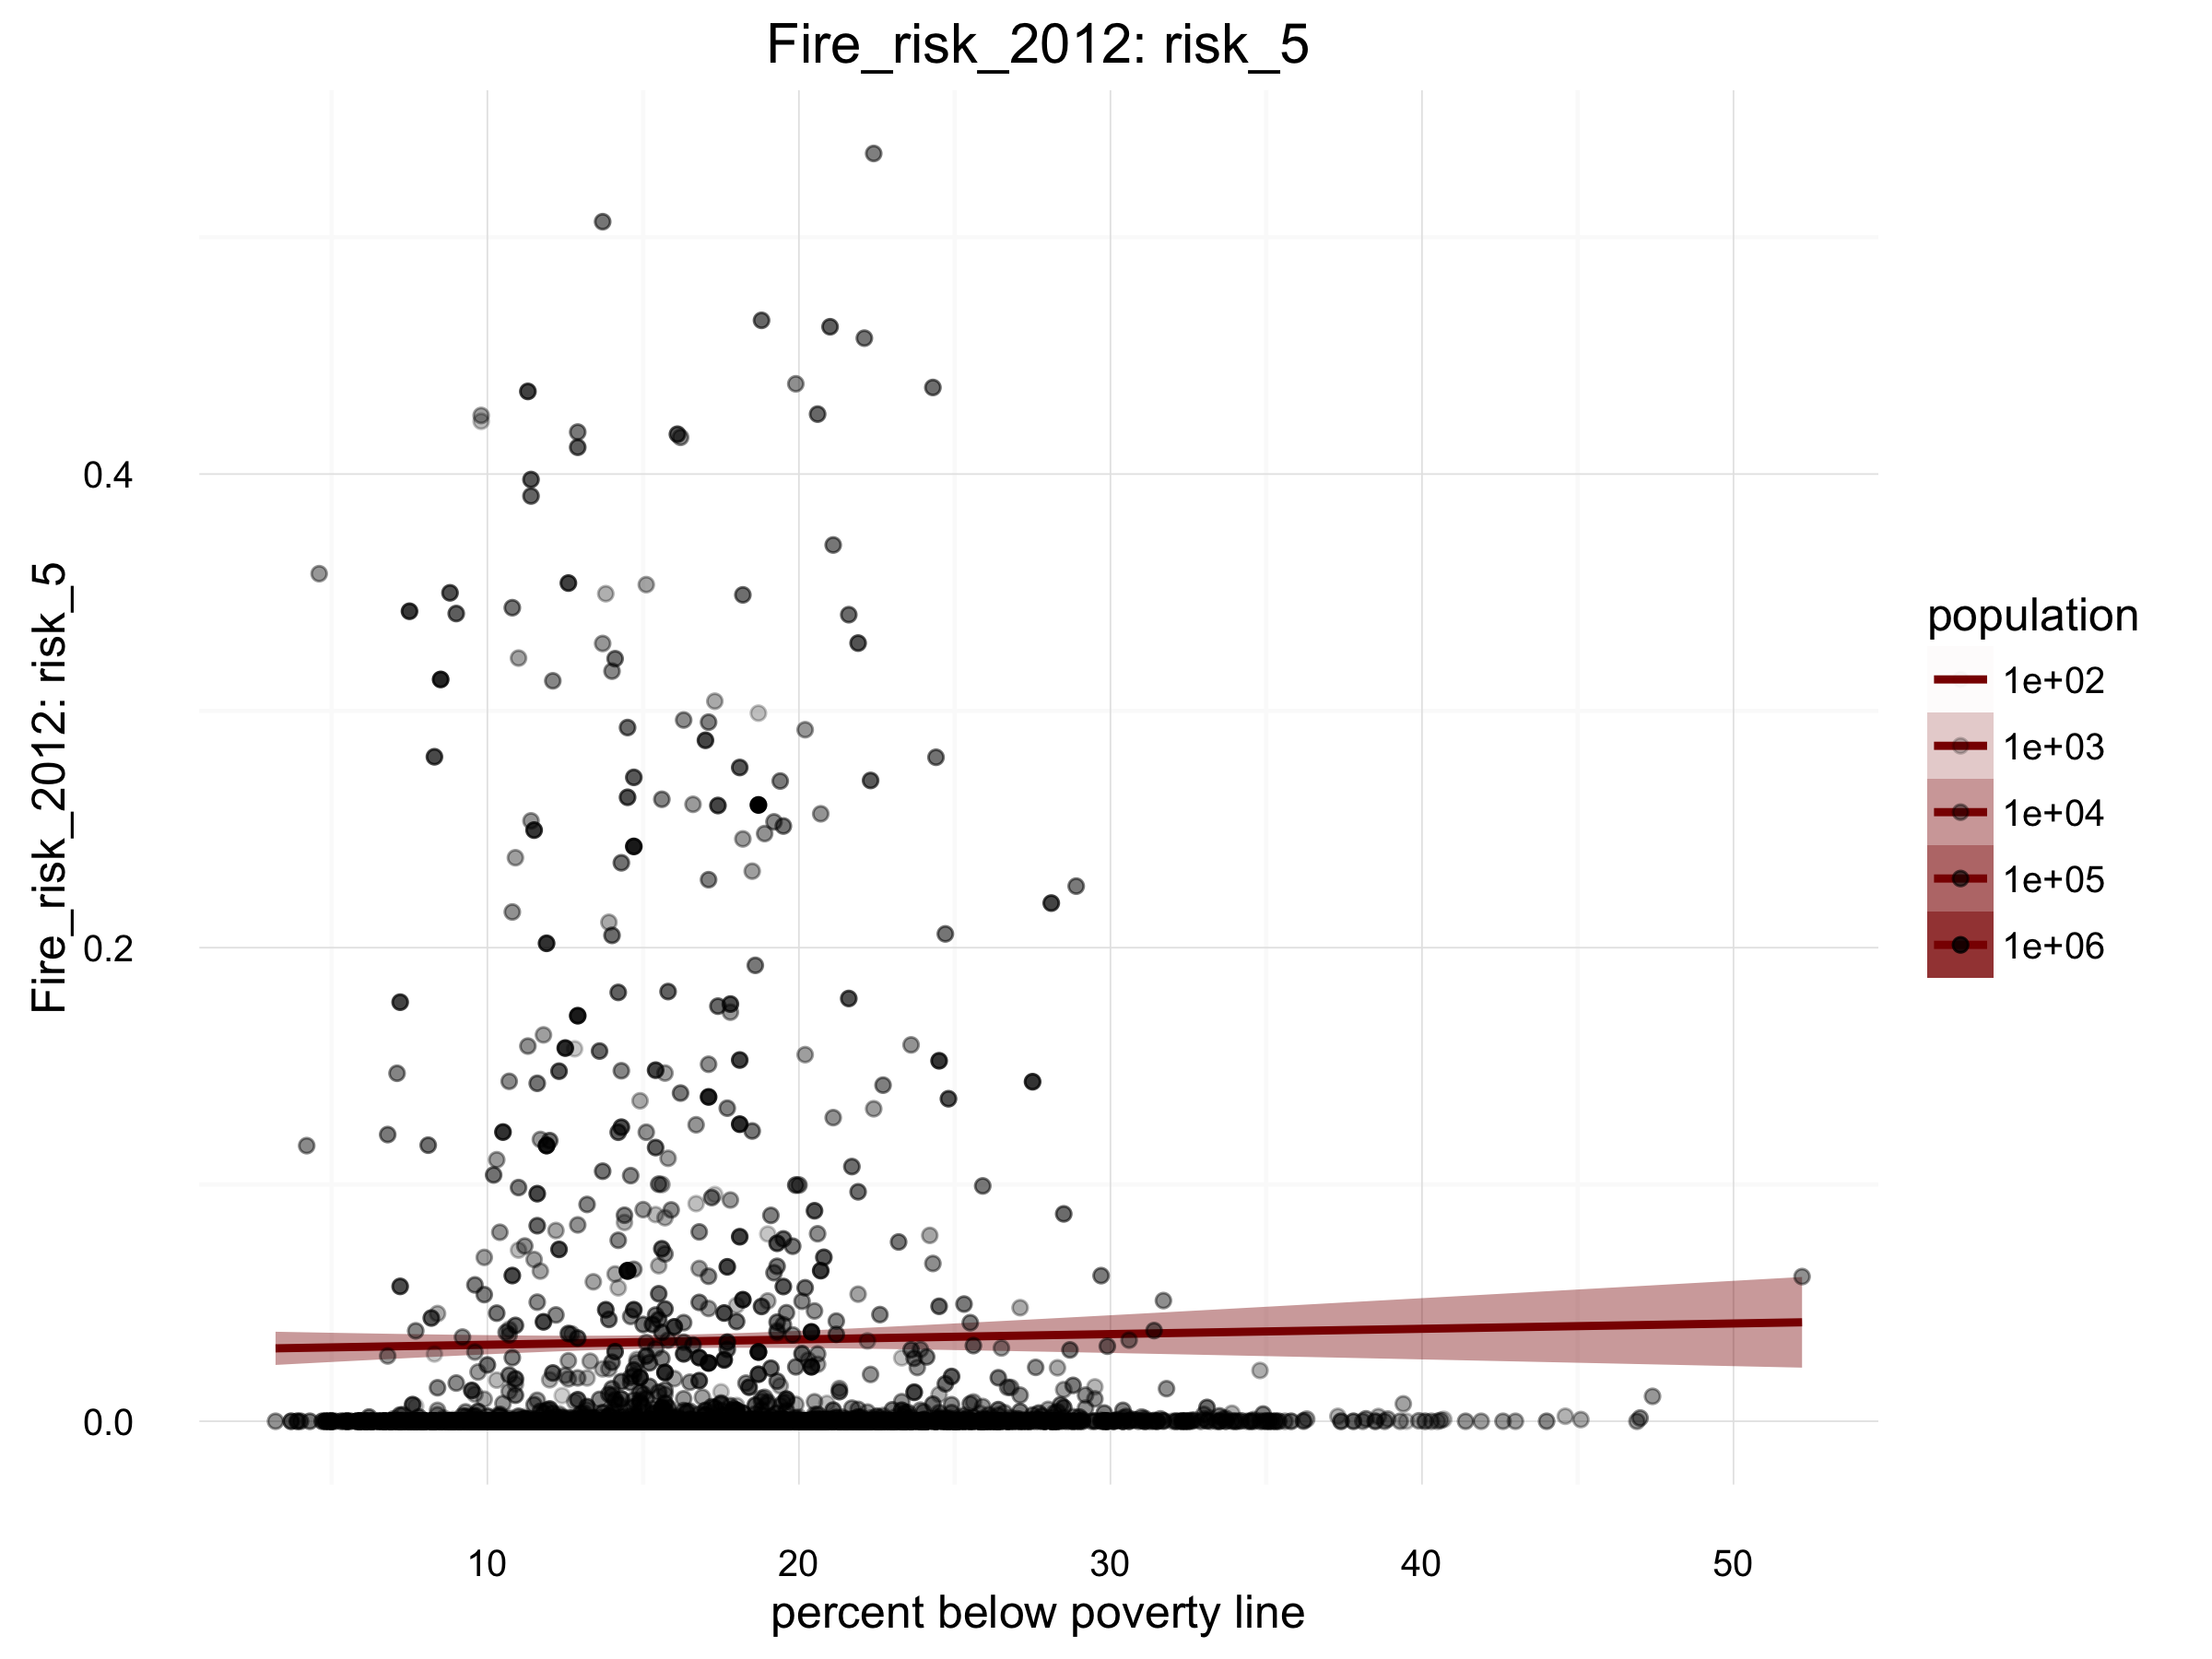 Fire_risk_2012: risk_5
Fire_risk_2012: risk_5
0.4
0.2
0.0
10 20 30 40 50
percent below poverty line
population
1e+02
1e+03
1e+04
1e+05
1e+06